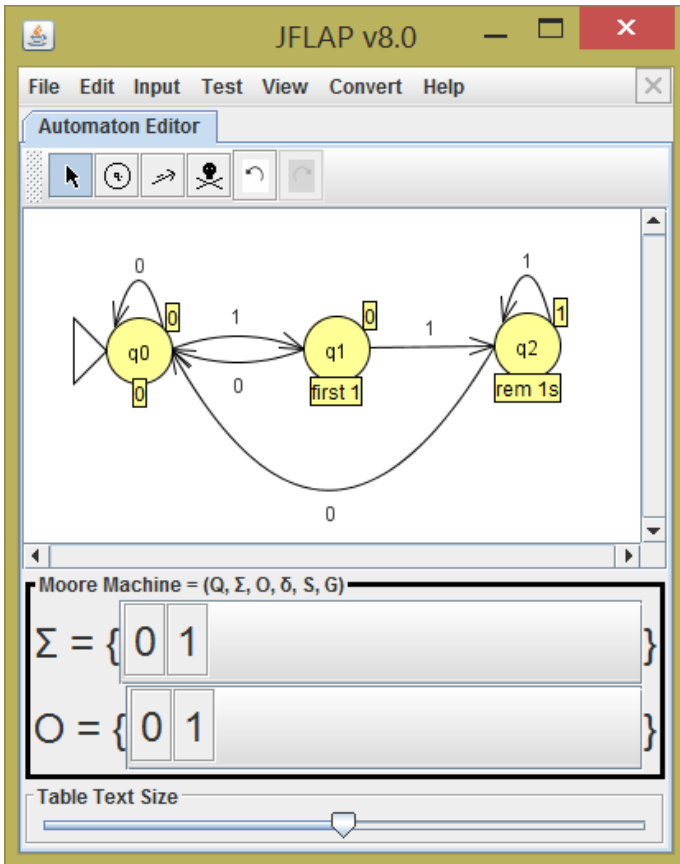 JFLAP v8.0
File Edit Input Test View Convert Help
Automaton Editor
0 1
0 0 1
1 1
q0 q1 q2
0 0 first 1 rem 1s
0
Moore Machine = (Q, Σ, O, δ, S, G)
Σ = { 0 1 }
O = { 0 1 }
Table Text Size